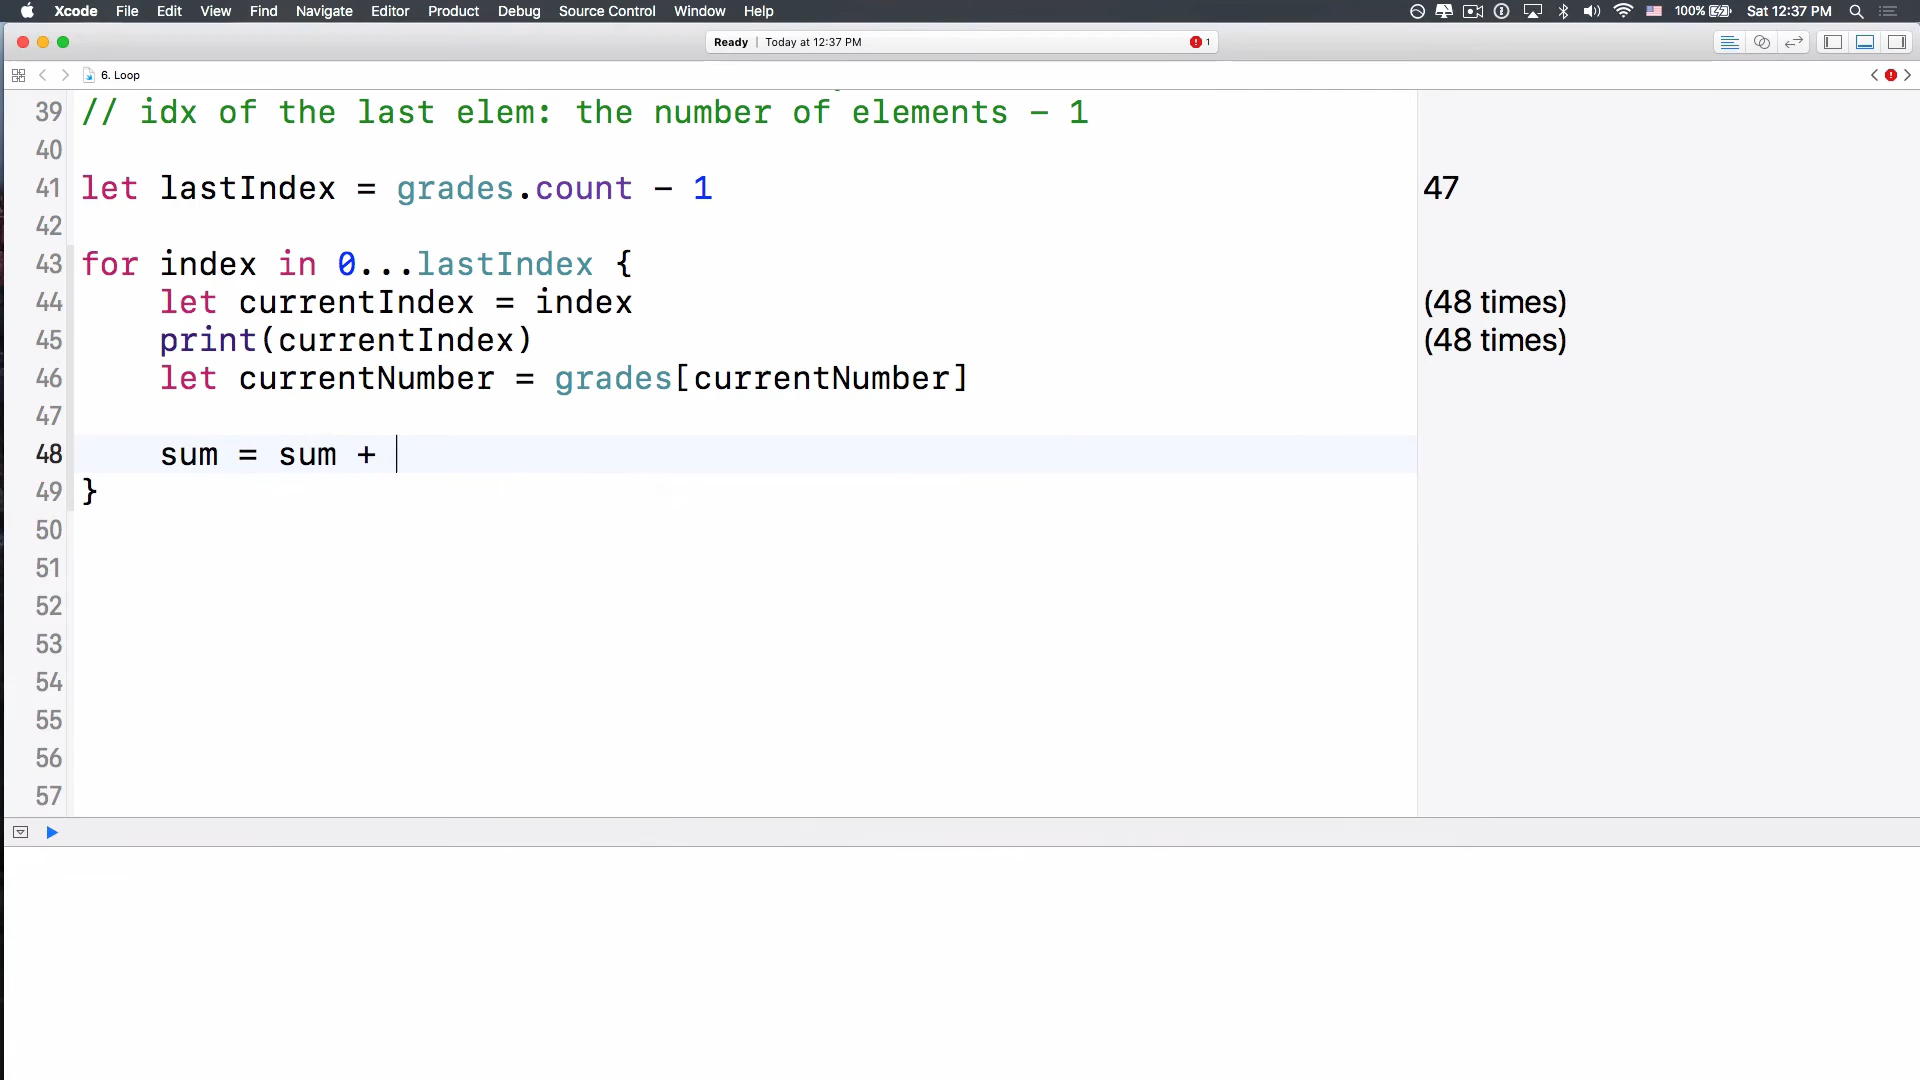 Xcode File Edit View Find Navigate Editor Product Debug Source Control Window Help 100% Sat 12:37 PM
Ready | Today at 12:37 PM 1
6. Loop
39 // idx of the last elem: the number of elements - 1
40
41 let lastIndex = grades.count - 1 47
42
43 for index in 0...lastIndex {
44 let currentIndex = index (48 times)
45 print(currentIndex) (48 times)
46 let currentNumber = grades[currentNumber]
47
48 sum = sum +
49 }
50
51
52
53
54
55
56
57